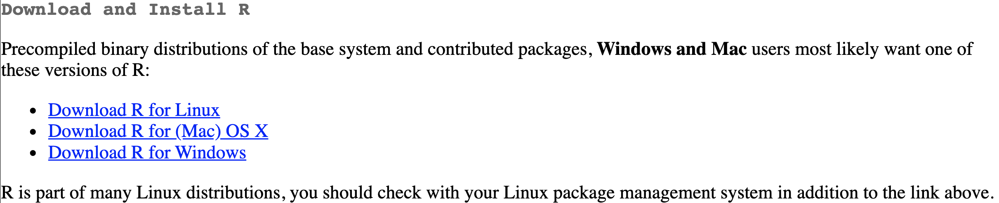 Download and Install R
Precompiled binary distributions of the base system and contributed packages, Windows and Mac users most likely want one of
these versions of R:
• Download R for Linux
• Download R for (Mac) OS X
• Download R for Windows
R is part of many Linux distributions, you should check with your Linux package management system in addition to the link above.